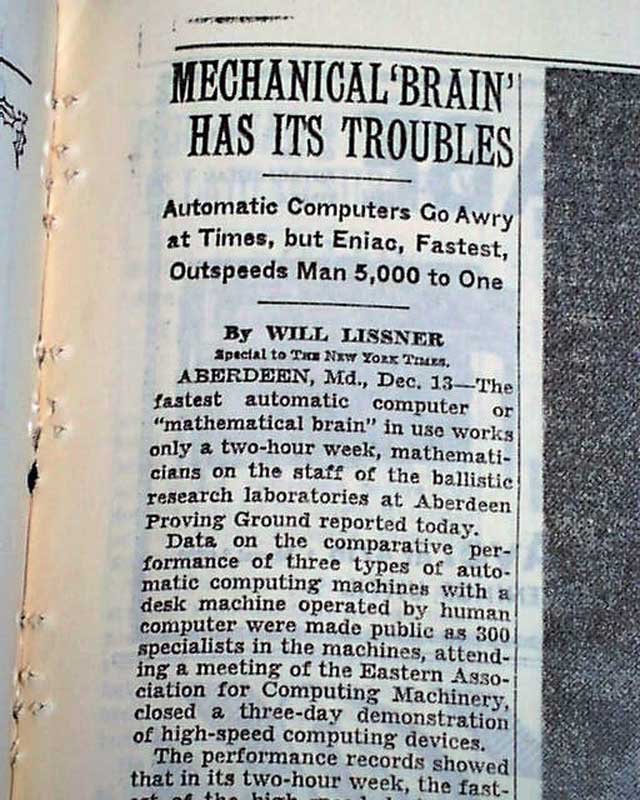 MECHANICAL 'BRAIN'
HAS ITS TROUBLES
Automatic Computers Go Awry
at Times, but Eniac, Fastest,
Outspeeds Man 5,000 to One
By WILL LISSNER
Special to THE NEW YORK TIMES.
ABERDEEN, Md., Dec. 13—The
fastest automatic computer or
"mathematical brain" in use works
only a two-hour week, mathemati-
cians on the staff of the ballistic
research laboratories at Aberdeen
Proving Ground reported today.
Data on the comparative per-
formance of three types of auto-
matic computing machines with a
desk machine operated by human
computer were made public as 300
specialists in the machines, attend-
ing a meeting of the Eastern Asso-
ciation for Computing Machinery,
closed a three-day demonstration
of high-speed computing devices.
The performance records showed
that in its two-hour week, the fast-